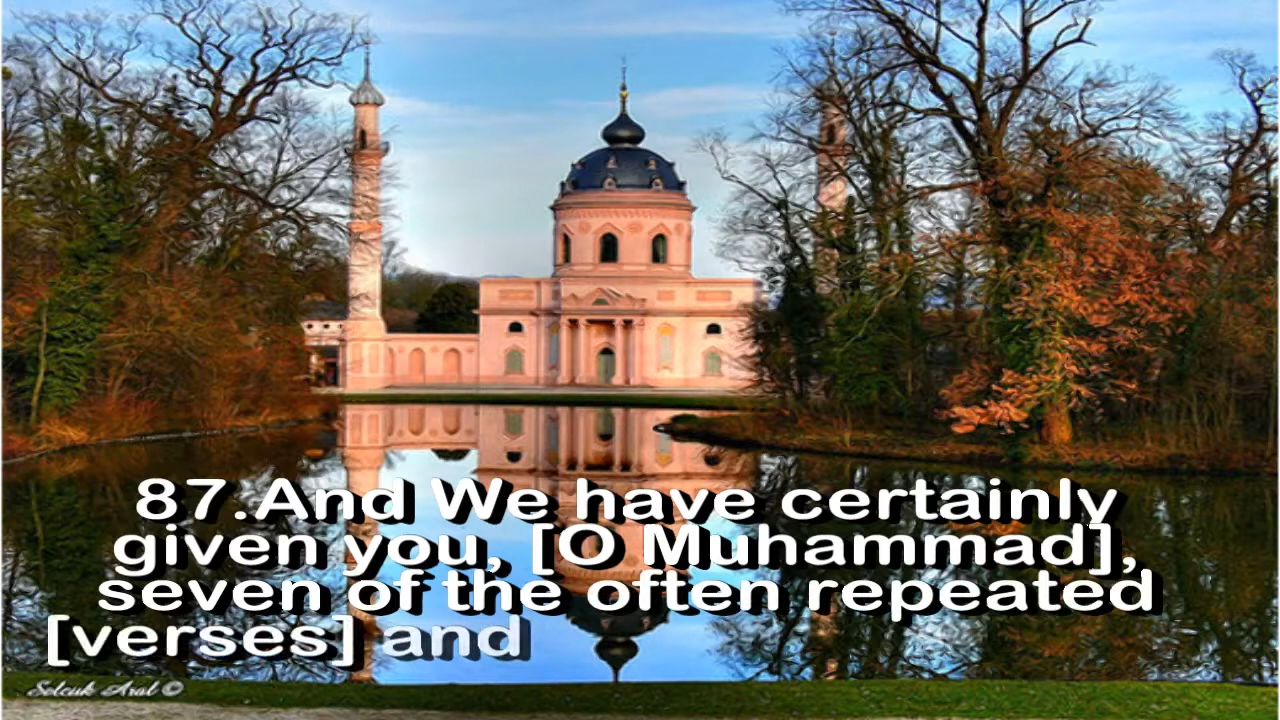 87.And We have certainly
given you, [O Muhammad],
seven of the often repeated
[verses] and
Selcuk Aral ©